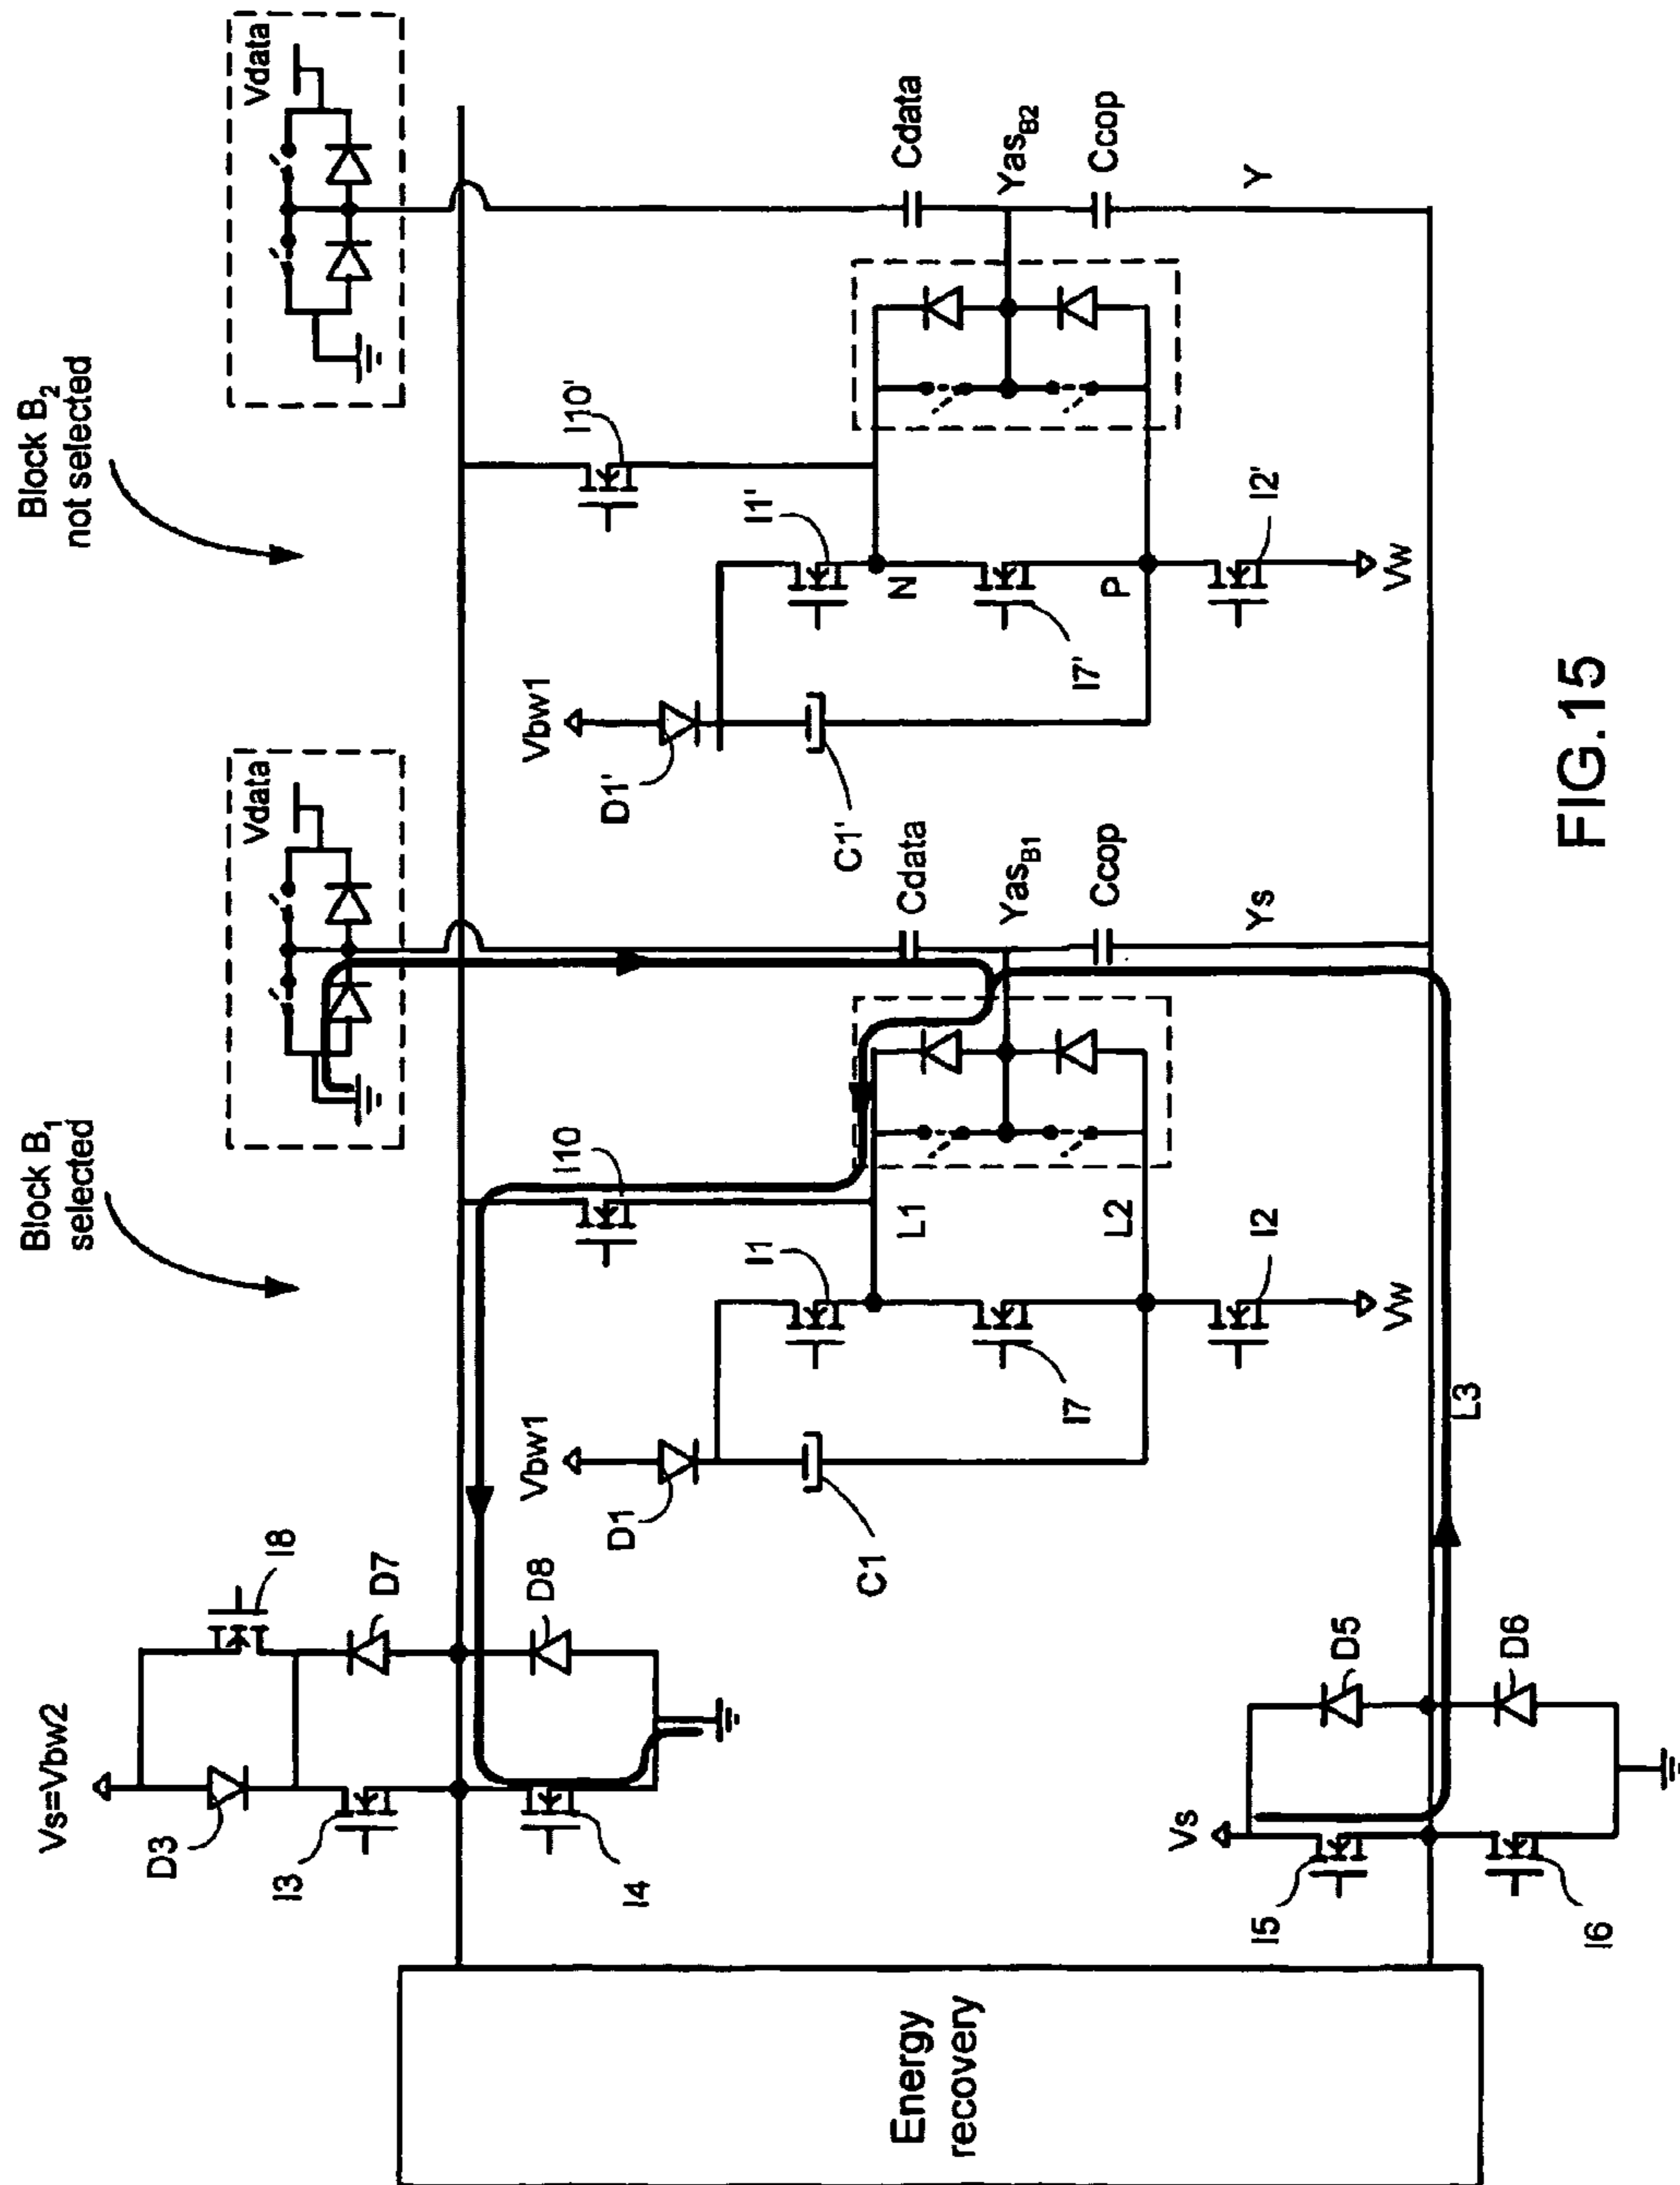 Block B1
selected
Block B2
not selected
Vdata
Vdata
Vs=Vbw2
D3
I8
I3
D7
I4
D8
I10
I10'
Vbw1
D1
I1
L1
C1
I7
L2
I2
Vw
Cdata
YasB1
Ccop
Ys
Vbw1
D1'
I1'
N
C1'
I7'
P
I2'
Vw
Cdata
YasB2
Ccop
Y
Energy
recovery
Vs
I5
D5
I6
D6
L3
FIG.15